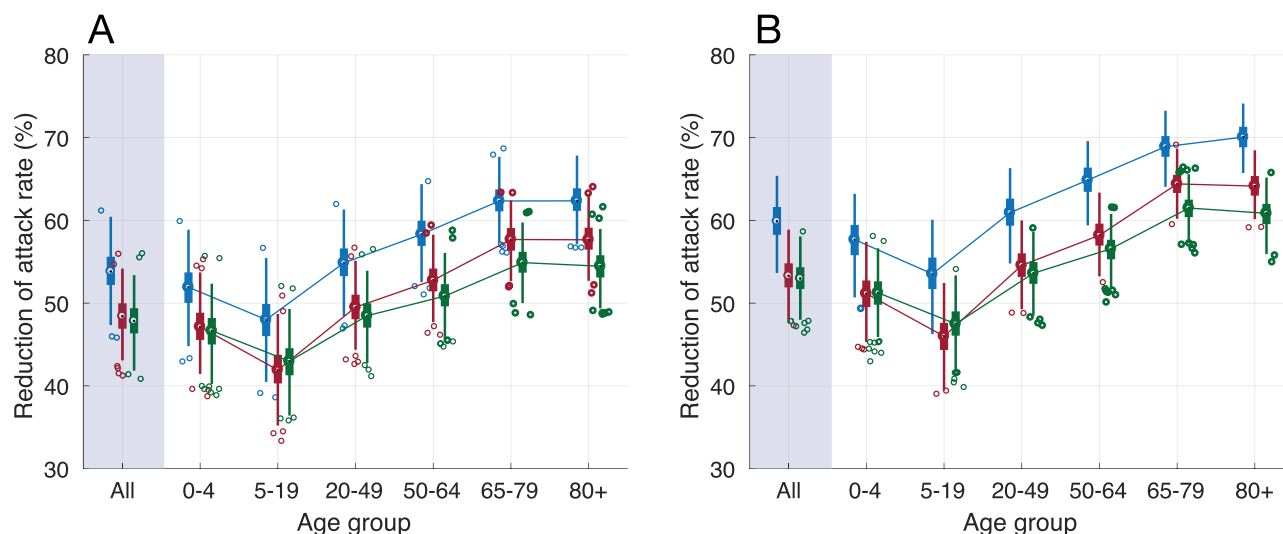 A
Reduction of attack rate (%)
80
70
60
50
40
30
All 0-4 5-19 20-49 50-64 65-79 80+
Age group
B
Reduction of attack rate (%)
80
70
60
50
40
30
All 0-4 5-19 20-49 50-64 65-79 80+
Age group